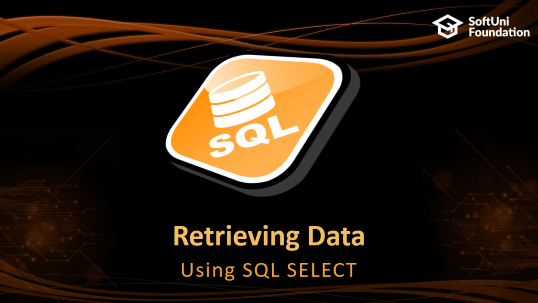 SoftUni
Foundation
SQL
Retrieving Data
Using SQL SELECT